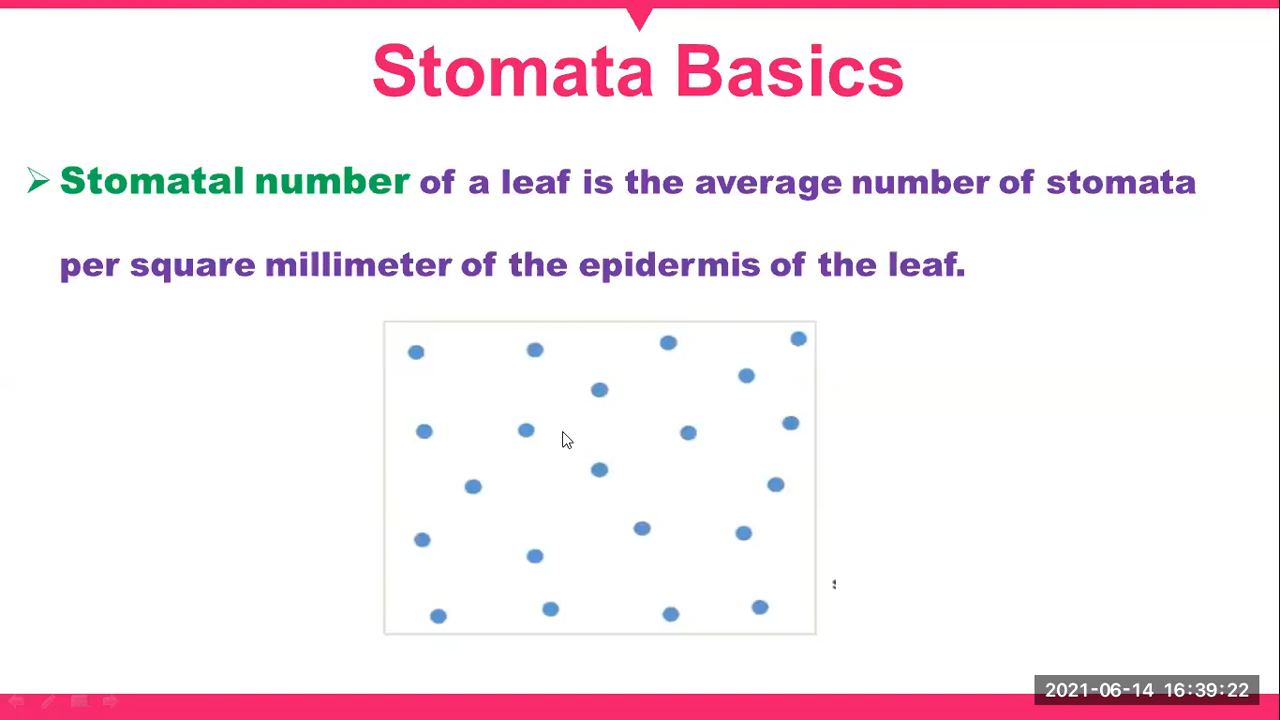 Stomata Basics
➢ Stomatal number of a leaf is the average number of stomata
per square millimeter of the epidermis of the leaf.
2021-06-14 16:39:22